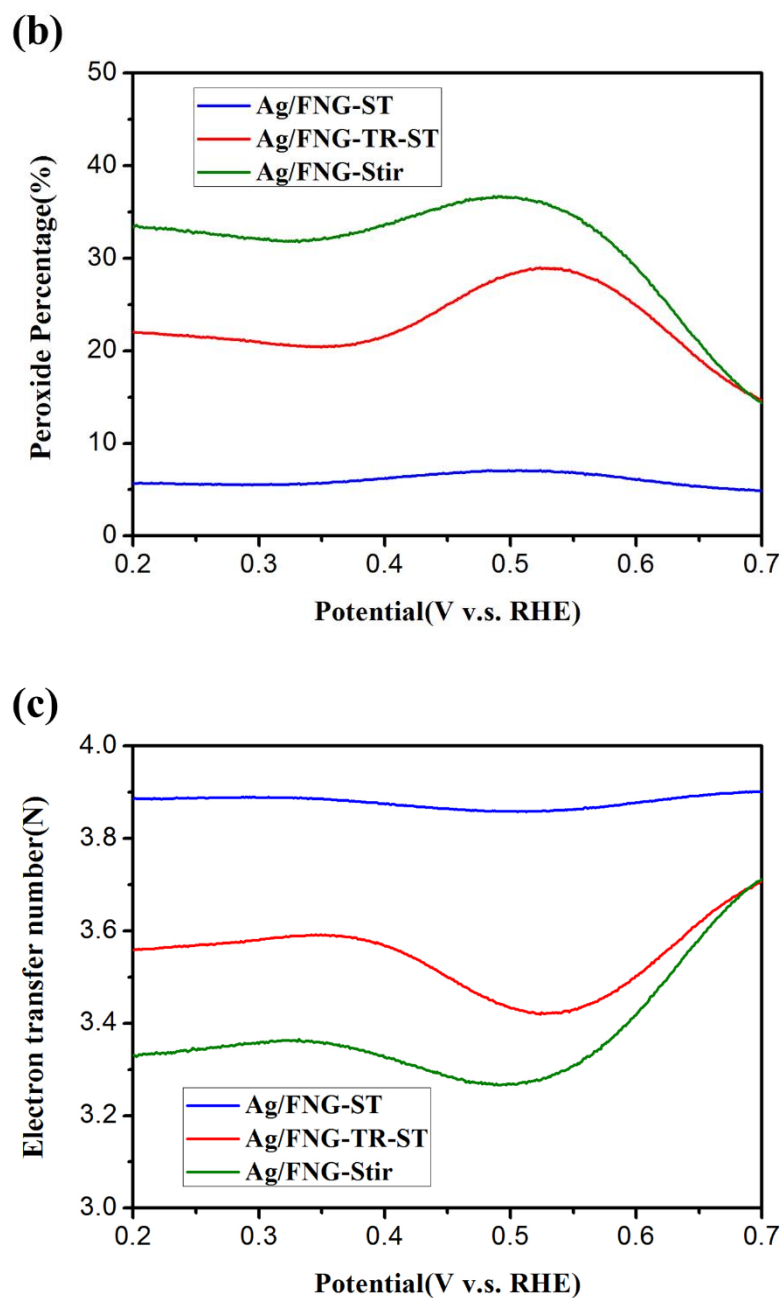 (b)
50
40
30
20
10
0
Peroxide Percentage(%)
Ag/FNG-ST
Ag/FNG-TR-ST
Ag/FNG-Stir
0.2 0.3 0.4 0.5 0.6 0.7
Potential(V v.s. RHE)
(c)
4.0
3.8
3.6
3.4
3.2
3.0
Electron transfer number(N)
Ag/FNG-ST
Ag/FNG-TR-ST
Ag/FNG-Stir
0.2 0.3 0.4 0.5 0.6 0.7
Potential(V v.s. RHE)